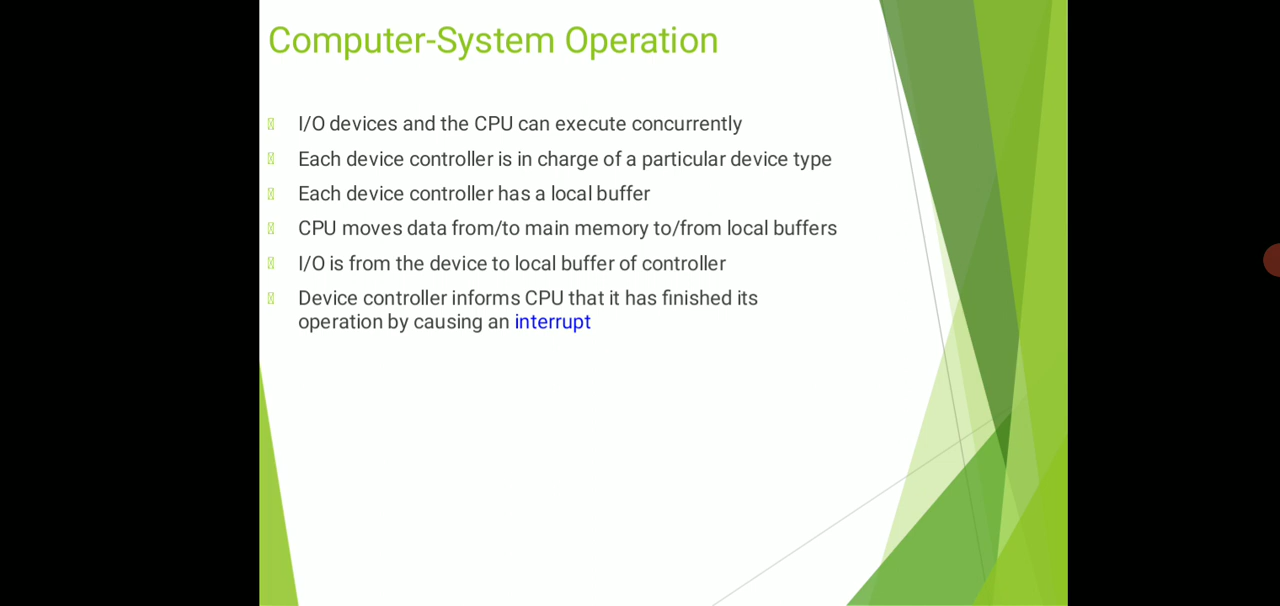 Computer-System Operation
I/O devices and the CPU can execute concurrently
Each device controller is in charge of a particular device type
Each device controller has a local buffer
CPU moves data from/to main memory to/from local buffers
I/O is from the device to local buffer of controller
Device controller informs CPU that it has finished its
operation by causing an interrupt